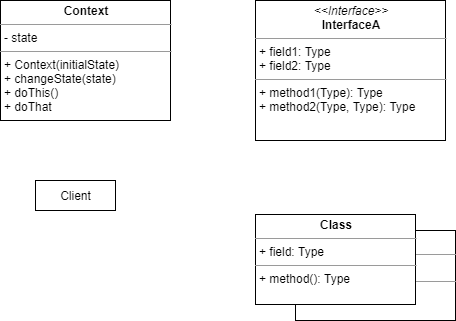 Context
- state
+ Context(initialState)
+ changeState(state)
+ doThis()
+ doThat
<<Interface>>
InterfaceA
+ field1: Type
+ field2: Type
+ method1(Type): Type
+ method2(Type, Type): Type
Client
Class
+ field: Type
+ method(): Type